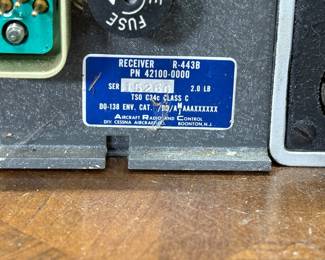 FUSE
RECEIVER R-443B
PN 42100-0000
SER 2.0 LB
TSO C34c CLASS C
DO-138 ENV. CAT. AAAXXXXXX
AIRCRAFT RADIO AND CONTROL
DIV. CESSNA AIRCRAFT CO. BOONTON, N.J.